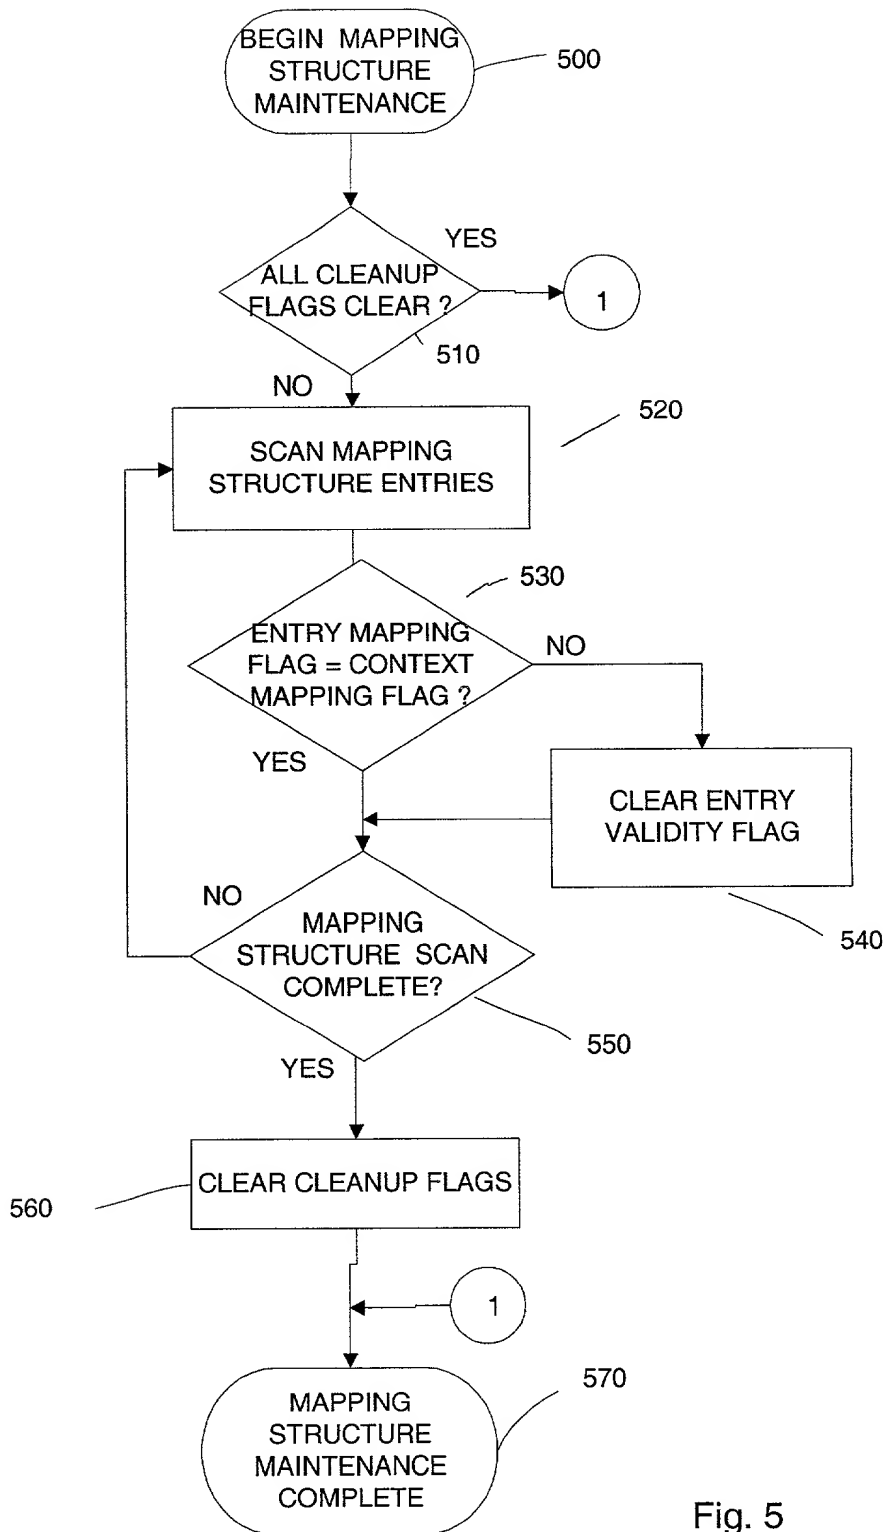 BEGIN MAPPING
STRUCTURE
MAINTENANCE
500
YES
ALL CLEANUP
FLAGS CLEAR ?
1
510
NO
520
SCAN MAPPING
STRUCTURE ENTRIES
530
ENTRY MAPPING
FLAG = CONTEXT
MAPPING FLAG ?
NO
YES
CLEAR ENTRY
VALIDITY FLAG
540
NO
MAPPING
STRUCTURE SCAN
COMPLETE?
550
YES
CLEAR CLEANUP FLAGS
560
1
570
MAPPING
STRUCTURE
MAINTENANCE
COMPLETE
Fig. 5